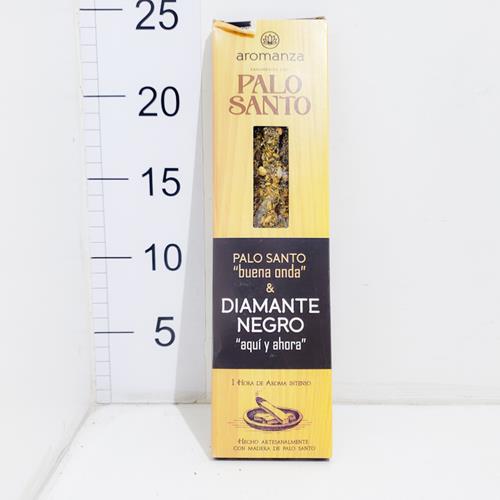 25
20
15
10
5
aromanza
PALO
SANTO
PALO SANTO
"buena onda"
&
DIAMANTE
NEGRO
"aquí y ahora"
1 HORA DE AROMA INTENSO
HECHO ARTESANALMENTE
CON MADERA DE PALO SANTO